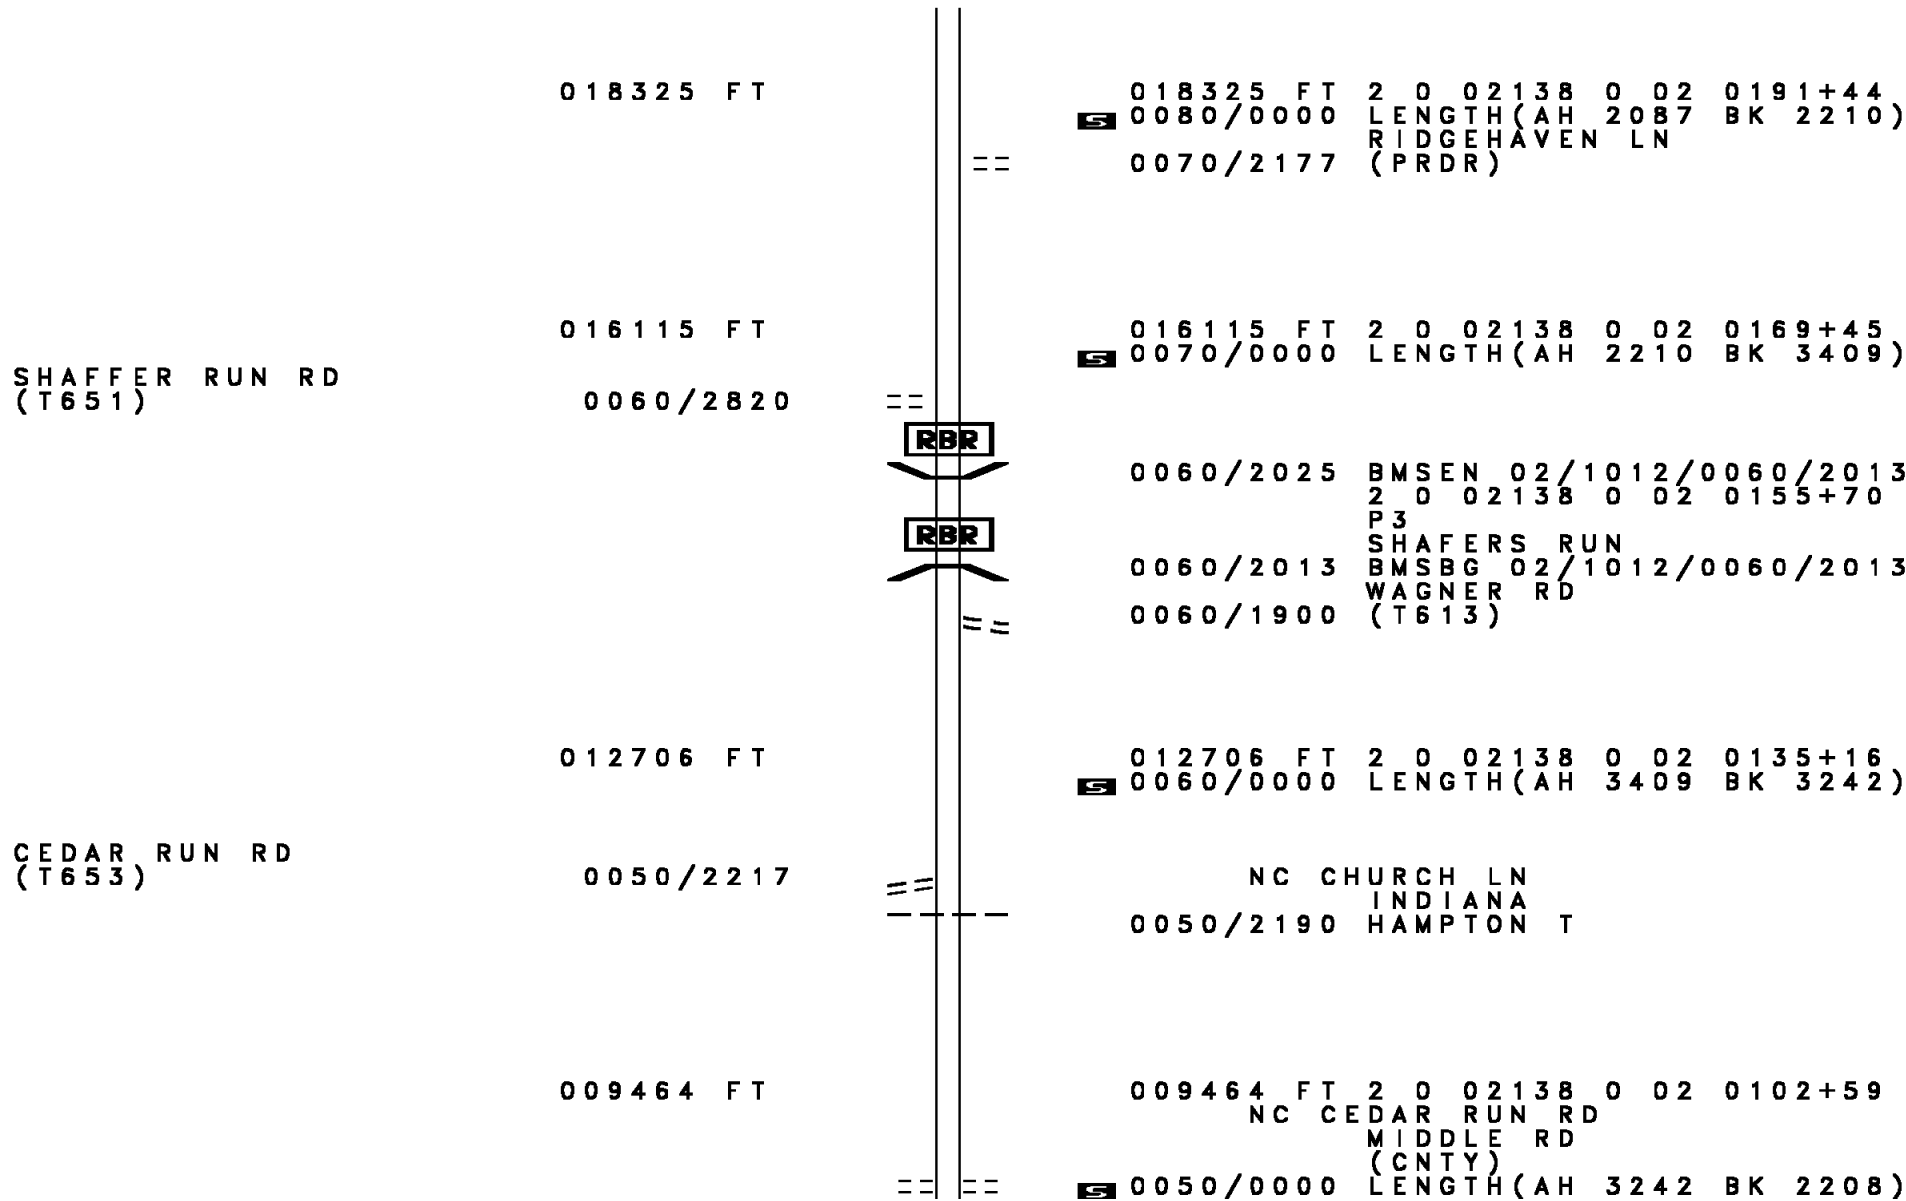 018325 FT 018325 FT 2 0 02138 0 02 0191+44
S 0080/0000 LENGTH(AH 2087 BK 2210)
RIDGEHAVEN LN
0070/2177 (PRDR)
016115 FT 016115 FT 2 0 02138 0 02 0169+45
S 0070/0000 LENGTH(AH 2210 BK 3409)
SHAFFER RUN RD
(T651) 0060/2820
RBR
0060/2025 BMSEN 02/1012/0060/2013
2 0 02138 0 02 0155+70
P3
RBR
SHAFERS RUN
0060/2013 BMSBG 02/1012/0060/2013
WAGNER RD
0060/1900 (T613)
012706 FT 012706 FT 2 0 02138 0 02 0135+16
S 0060/0000 LENGTH(AH 3409 BK 3242)
CEDAR RUN RD
(T653) 0050/2217 NC CHURCH LN
INDIANA
0050/2190 HAMPTON T
009464 FT 009464 FT 2 0 02138 0 02 0102+59
NC CEDAR RUN RD
MIDDLE RD
(CNTY)
S 0050/0000 LENGTH(AH 3242 BK 2208)